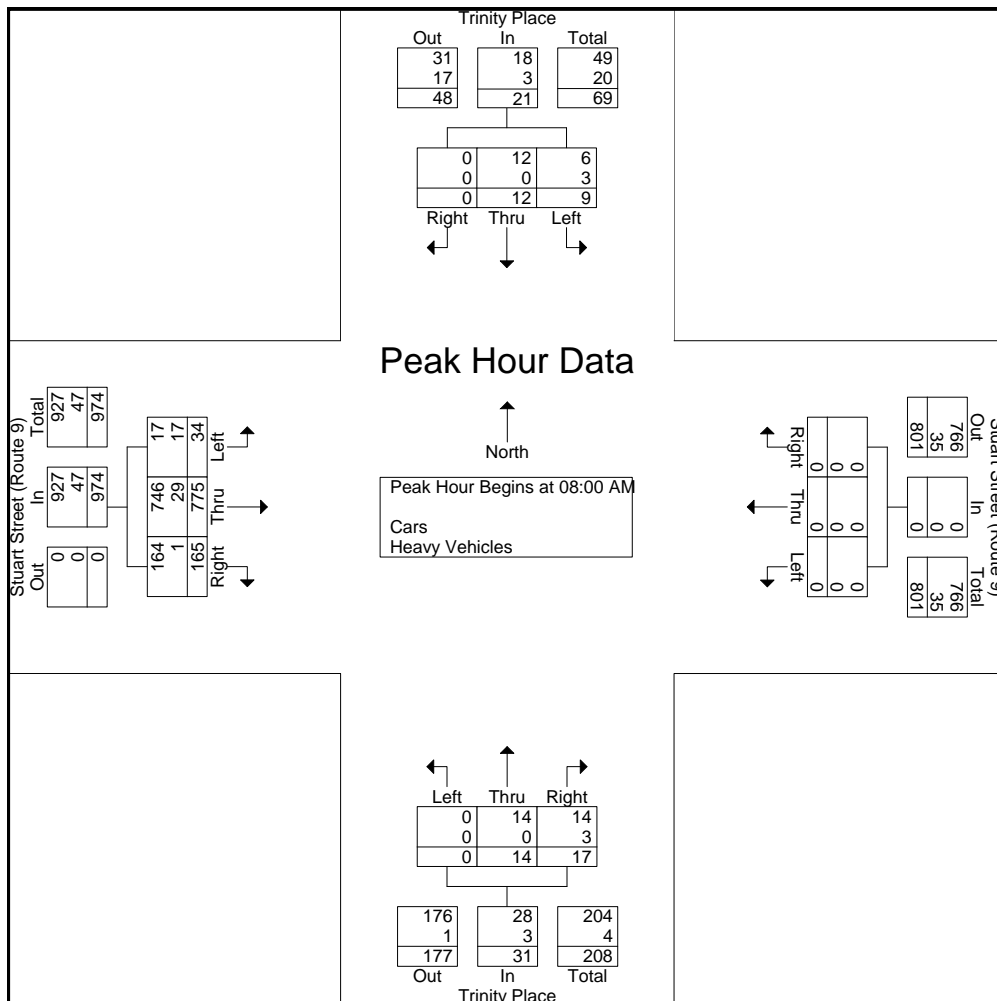 Trinity Place
Out In Total
31 18 49
17 3 20
48 21 69
0 12 6
0 0 3
0 12 9
Right Thru Left
Peak Hour Data
North
Peak Hour Begins at 08:00 AM
Cars
Heavy Vehicles
Stuart Street (Route 9)
Out In Total
0 927 927
0 47 47
0 974 974
Left Thru Right
17 746 164
17 29 1
34 775 165
Stuart Street (Route 9)
Out In Total
766 0 766
35 0 35
801 0 801
Right Thru Left
0 0 0
0 0 0
0 0 0
Left Thru Right
0 14 14
0 0 3
0 14 17
176 28 204
1 3 4
177 31 208
Out In Total
Trinity Place